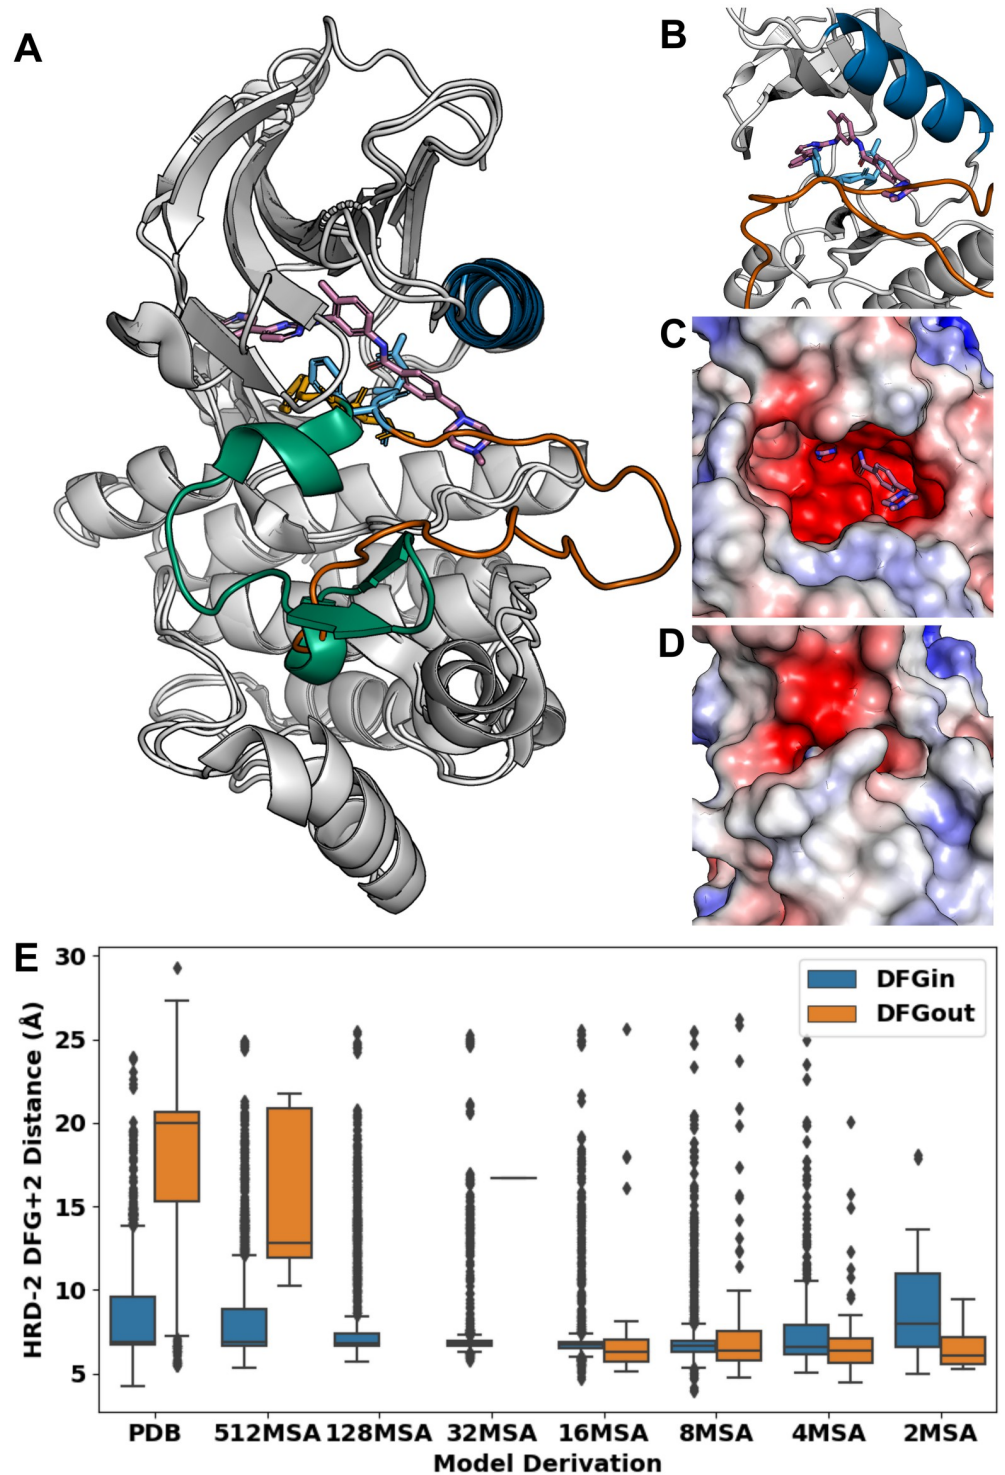 A
B
C
D
E
HRD-2 DFG+2 Distance (Å)
30
25
20
15
10
5
DFGin
DFGout
PDB 512MSA 128MSA 32MSA 16MSA 8MSA 4MSA 2MSA
Model Derivation